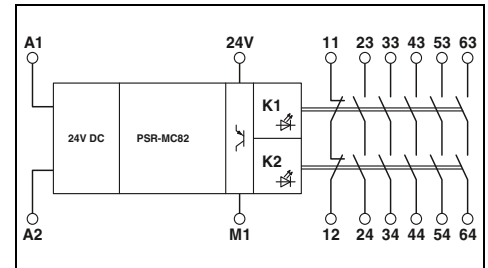 A1 24V 11 23 33 43 53 63
K1
24V DC PSR-MC82
K2
A2 M1 12 24 34 44 54 64